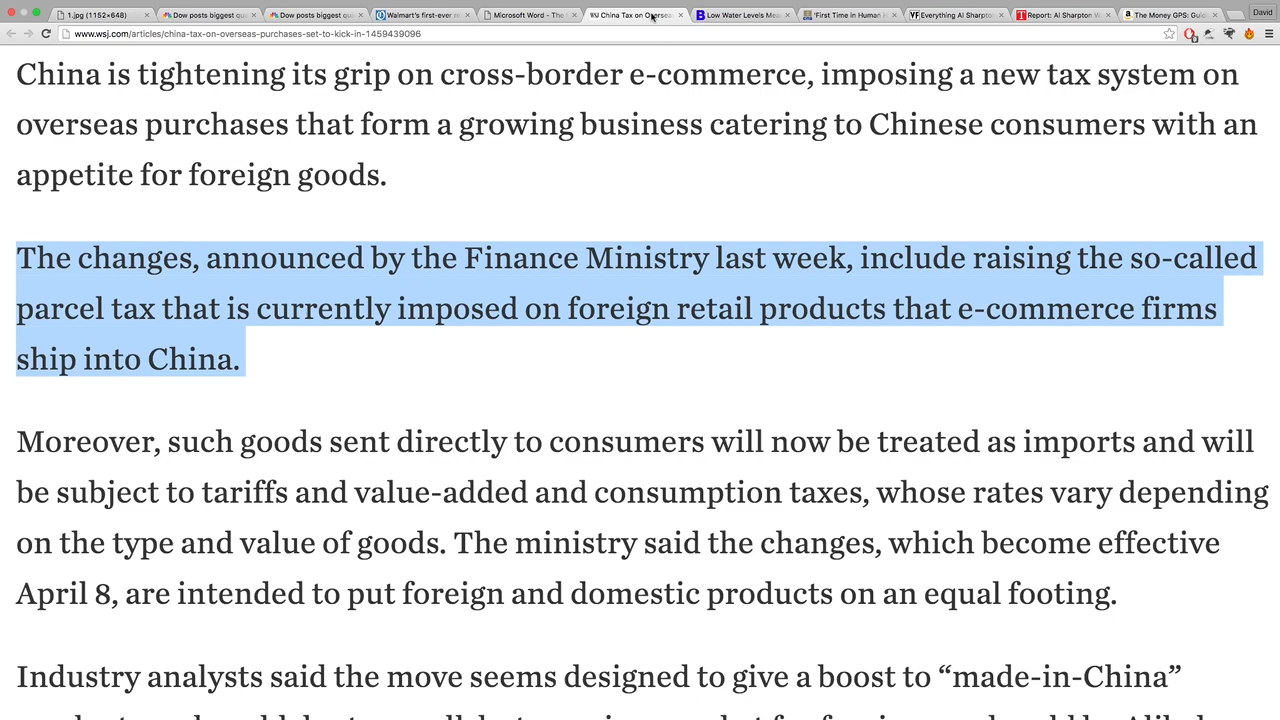 1.jpg (1152×648)
Dow posts biggest qu
Dow posts biggest qu
Walmart's first-ever re
Microsoft Word - The
WSJ China Tax on Overse
Low Water Levels Mea
'First Time in Human H
VF Everything Al Sharpton
Report: Al Sharpton W
The Money GPS: Gui
David
www.wsj.com/articles/china-tax-on-overseas-purchases-set-to-kick-in-1459439096
China is tightening its grip on cross-border e-commerce, imposing a new tax system on
overseas purchases that form a growing business catering to Chinese consumers with an
appetite for foreign goods.
The changes, announced by the Finance Ministry last week, include raising the so-called
parcel tax that is currently imposed on foreign retail products that e-commerce firms
ship into China.
Moreover, such goods sent directly to consumers will now be treated as imports and will
be subject to tariffs and value-added and consumption taxes, whose rates vary depending
on the type and value of goods. The ministry said the changes, which become effective
April 8, are intended to put foreign and domestic products on an equal footing.
Industry analysts said the move seems designed to give a boost to “made-in-China”